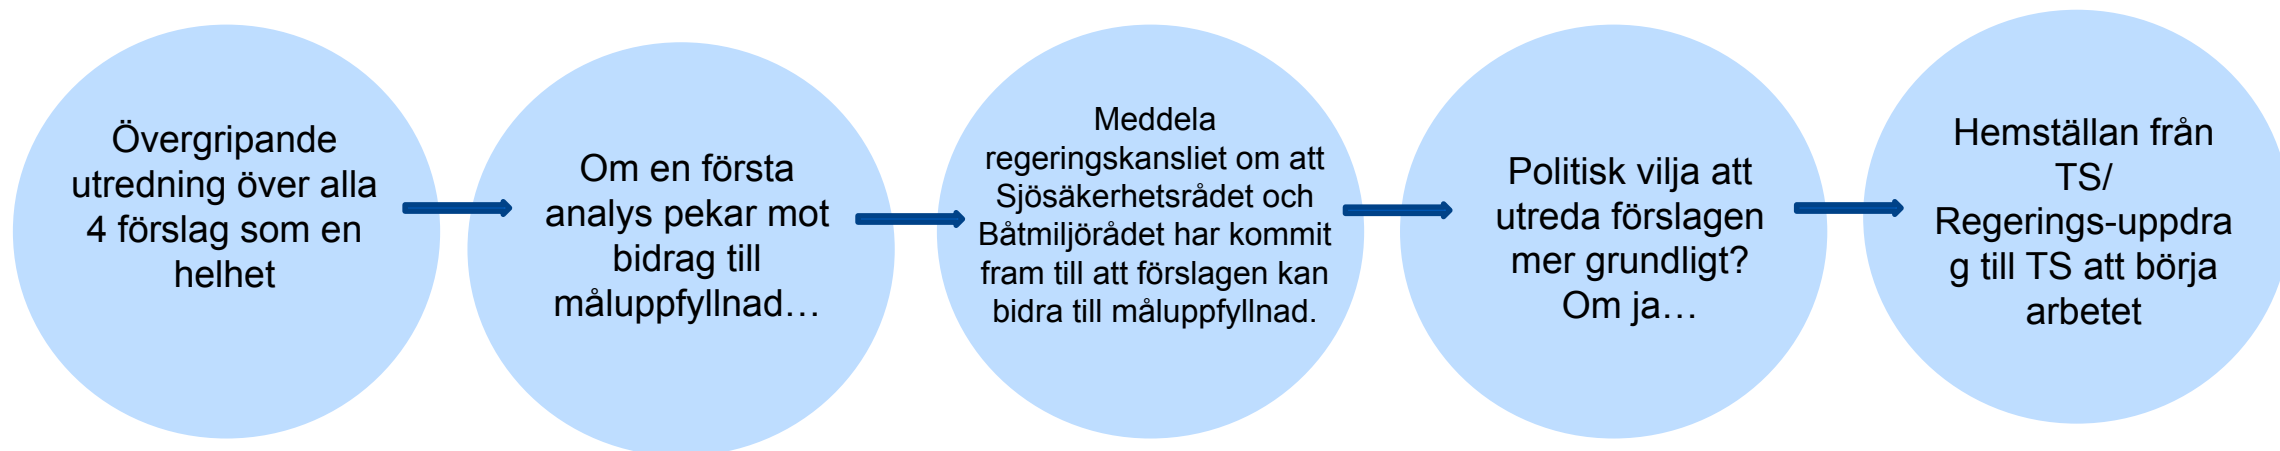 Övergripande
utredning över alla
4 förslag som en
helhet
Om en första
analys pekar mot
bidrag till
måluppfyllnad…
Meddela
regeringskansliet om att
Sjösäkerhetsrådet och
Båtmiljörådet har kommit
fram till att förslagen kan
bidra till måluppfyllnad.
Politisk vilja att
utreda förslagen
mer grundligt?
Om ja…
Hemställan från
TS/
Regerings-uppdra
g till TS att börja
arbetet